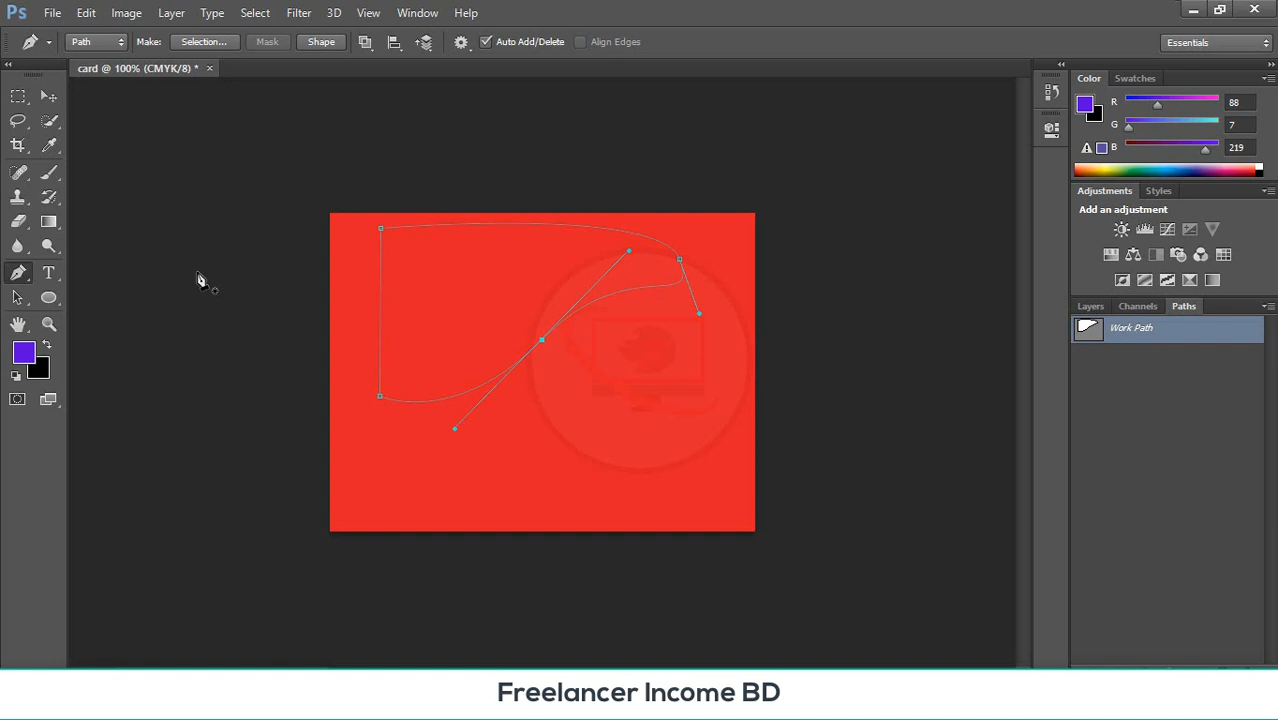 Ps File Edit Image Layer Type Select Filter 3D View Window Help
Path Make: Selection... Mask Shape Auto Add/Delete Align Edges Essentials
card @ 100% (CMYK/8) * ×
Color Swatches
R 88
G 7
B 219
Adjustments Styles
Add an adjustment
Layers Channels Paths
Work Path
Freelancer Income BD